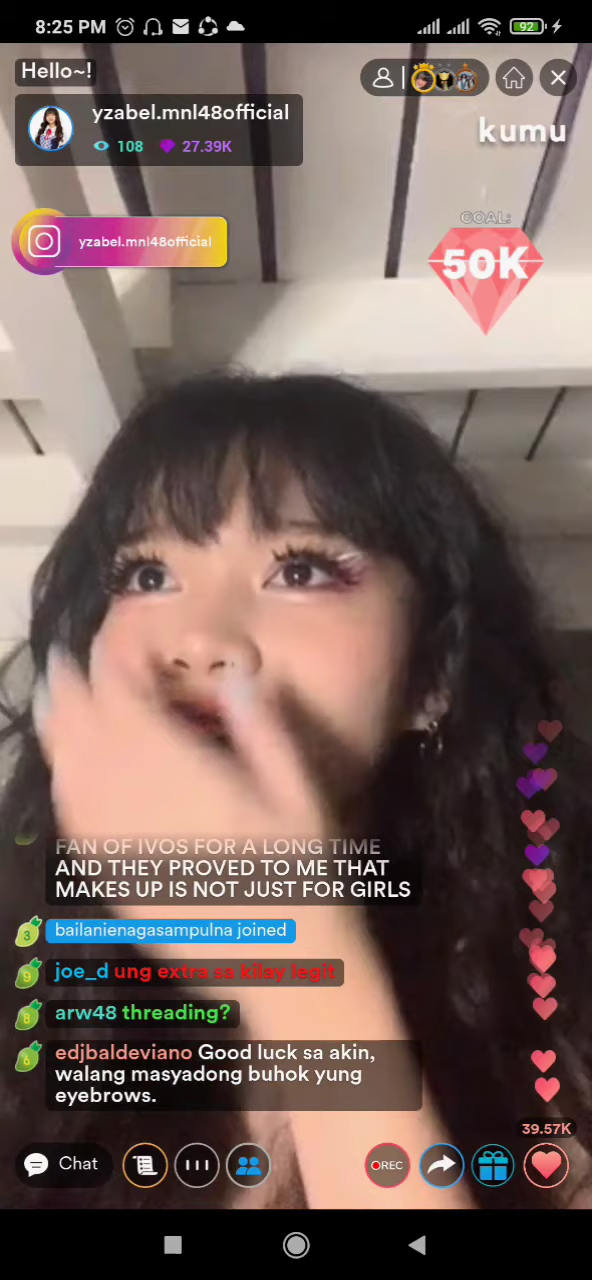 8:25 PM
92
Hello~!
yzabel.mnl48official
108
27.39K
kumu
yzabel.mnl48official
GOAL:
50K
FAN OF IVOS FOR A LONG TIME
AND THEY PROVED TO ME THAT
MAKES UP IS NOT JUST FOR GIRLS
3
bailanienagasampulna joined
9
joe_d ung extra sa kilay legit
8
arw48 threading?
6
edjbaldeviano Good luck sa akin,
walang masyadong buhok yung
eyebrows.
39.57K
Chat
REC